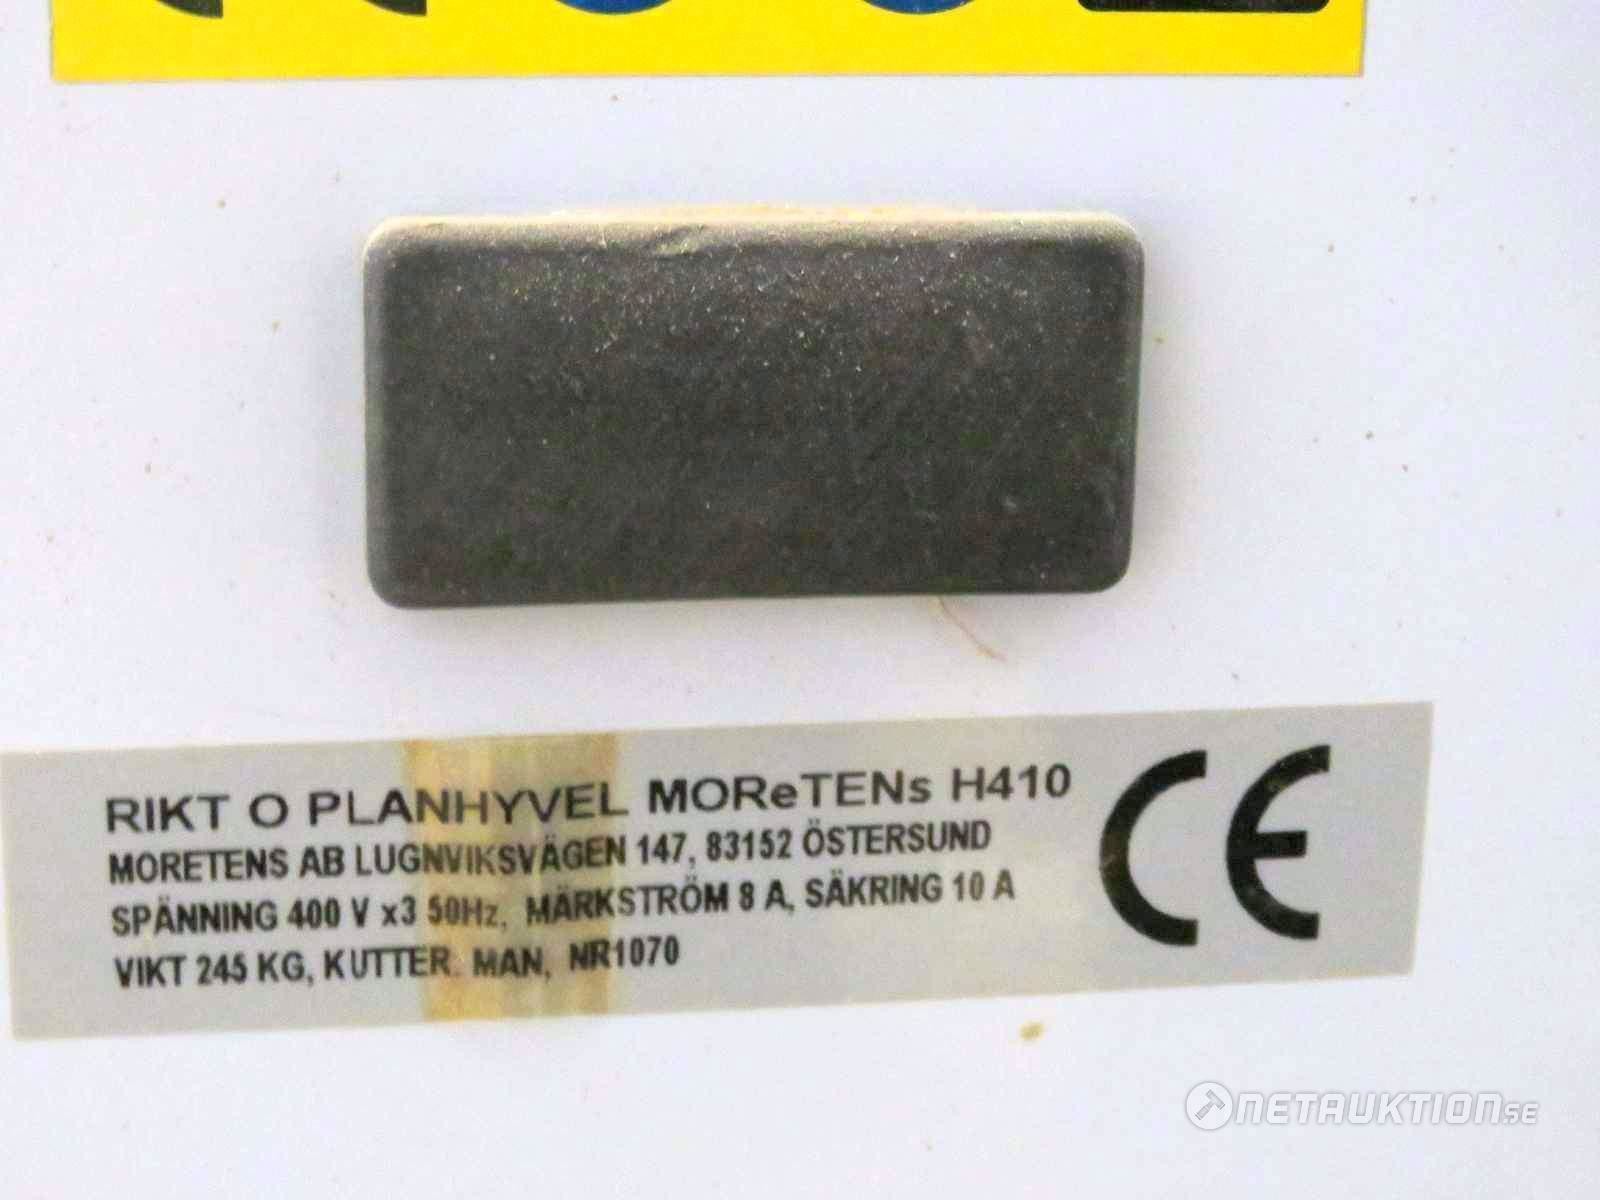 RIKT O PLANHYVEL MOReTENs H410
MORETENS AB LUGNVIKSVÄGEN 147, 83152 ÖSTERSUND
SPÄNNING 400 V x3 50Hz, MÄRKSTRÖM 8 A, SÄKRING 10 A
VIKT 245 KG, KUTTER MAN, NR1070
CE
NETAUKTION.SE